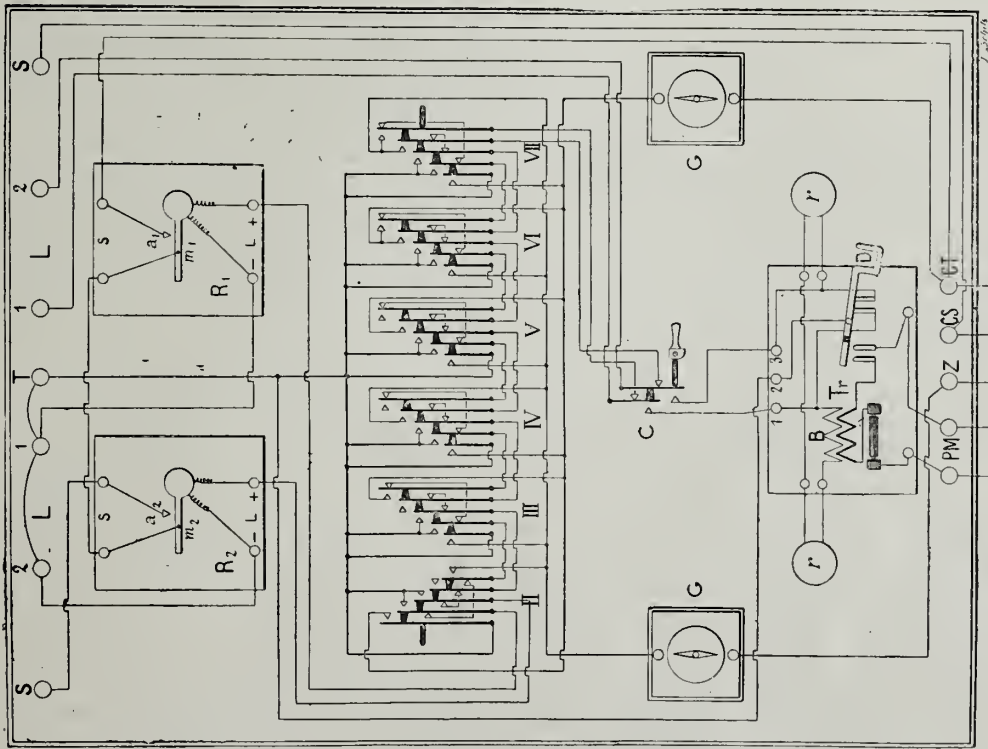 S 2 L 1 T 1 L 2 S
S S
a₂ a₁
m₂ m₁
R₂ R₁
– L + – L +
II III IV V VI VII
C
G G
r r
1 2 3
B Tr D
PM Z CS CT